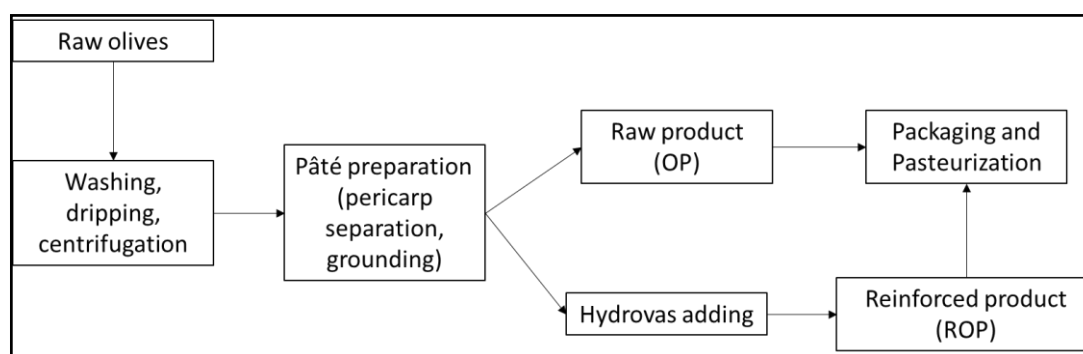 Raw olives
Washing,
dripping,
centrifugation
Pâté preparation
(pericarp
separation,
grounding)
Raw product
(OP)
Packaging and
Pasteurization
Hydrovas adding
Reinforced product
(ROP)